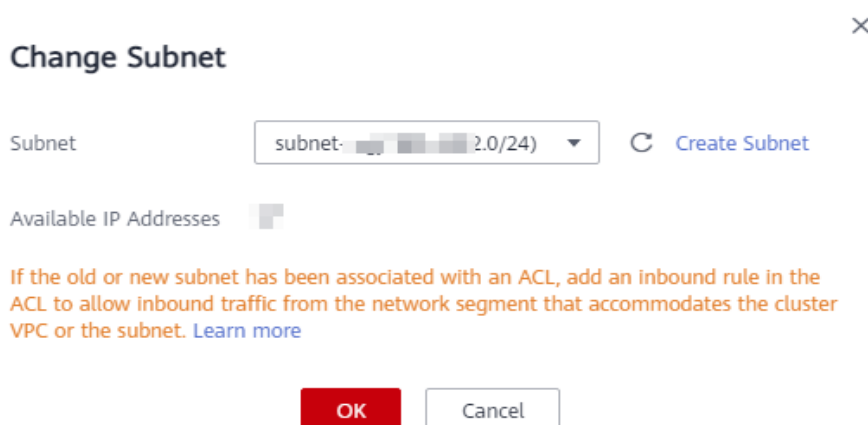 Change Subnet
Subnet subnet- 2.0/24) Create Subnet
Available IP Addresses
If the old or new subnet has been associated with an ACL, add an inbound rule in the
ACL to allow inbound traffic from the network segment that accommodates the cluster
VPC or the subnet. Learn more
OK Cancel